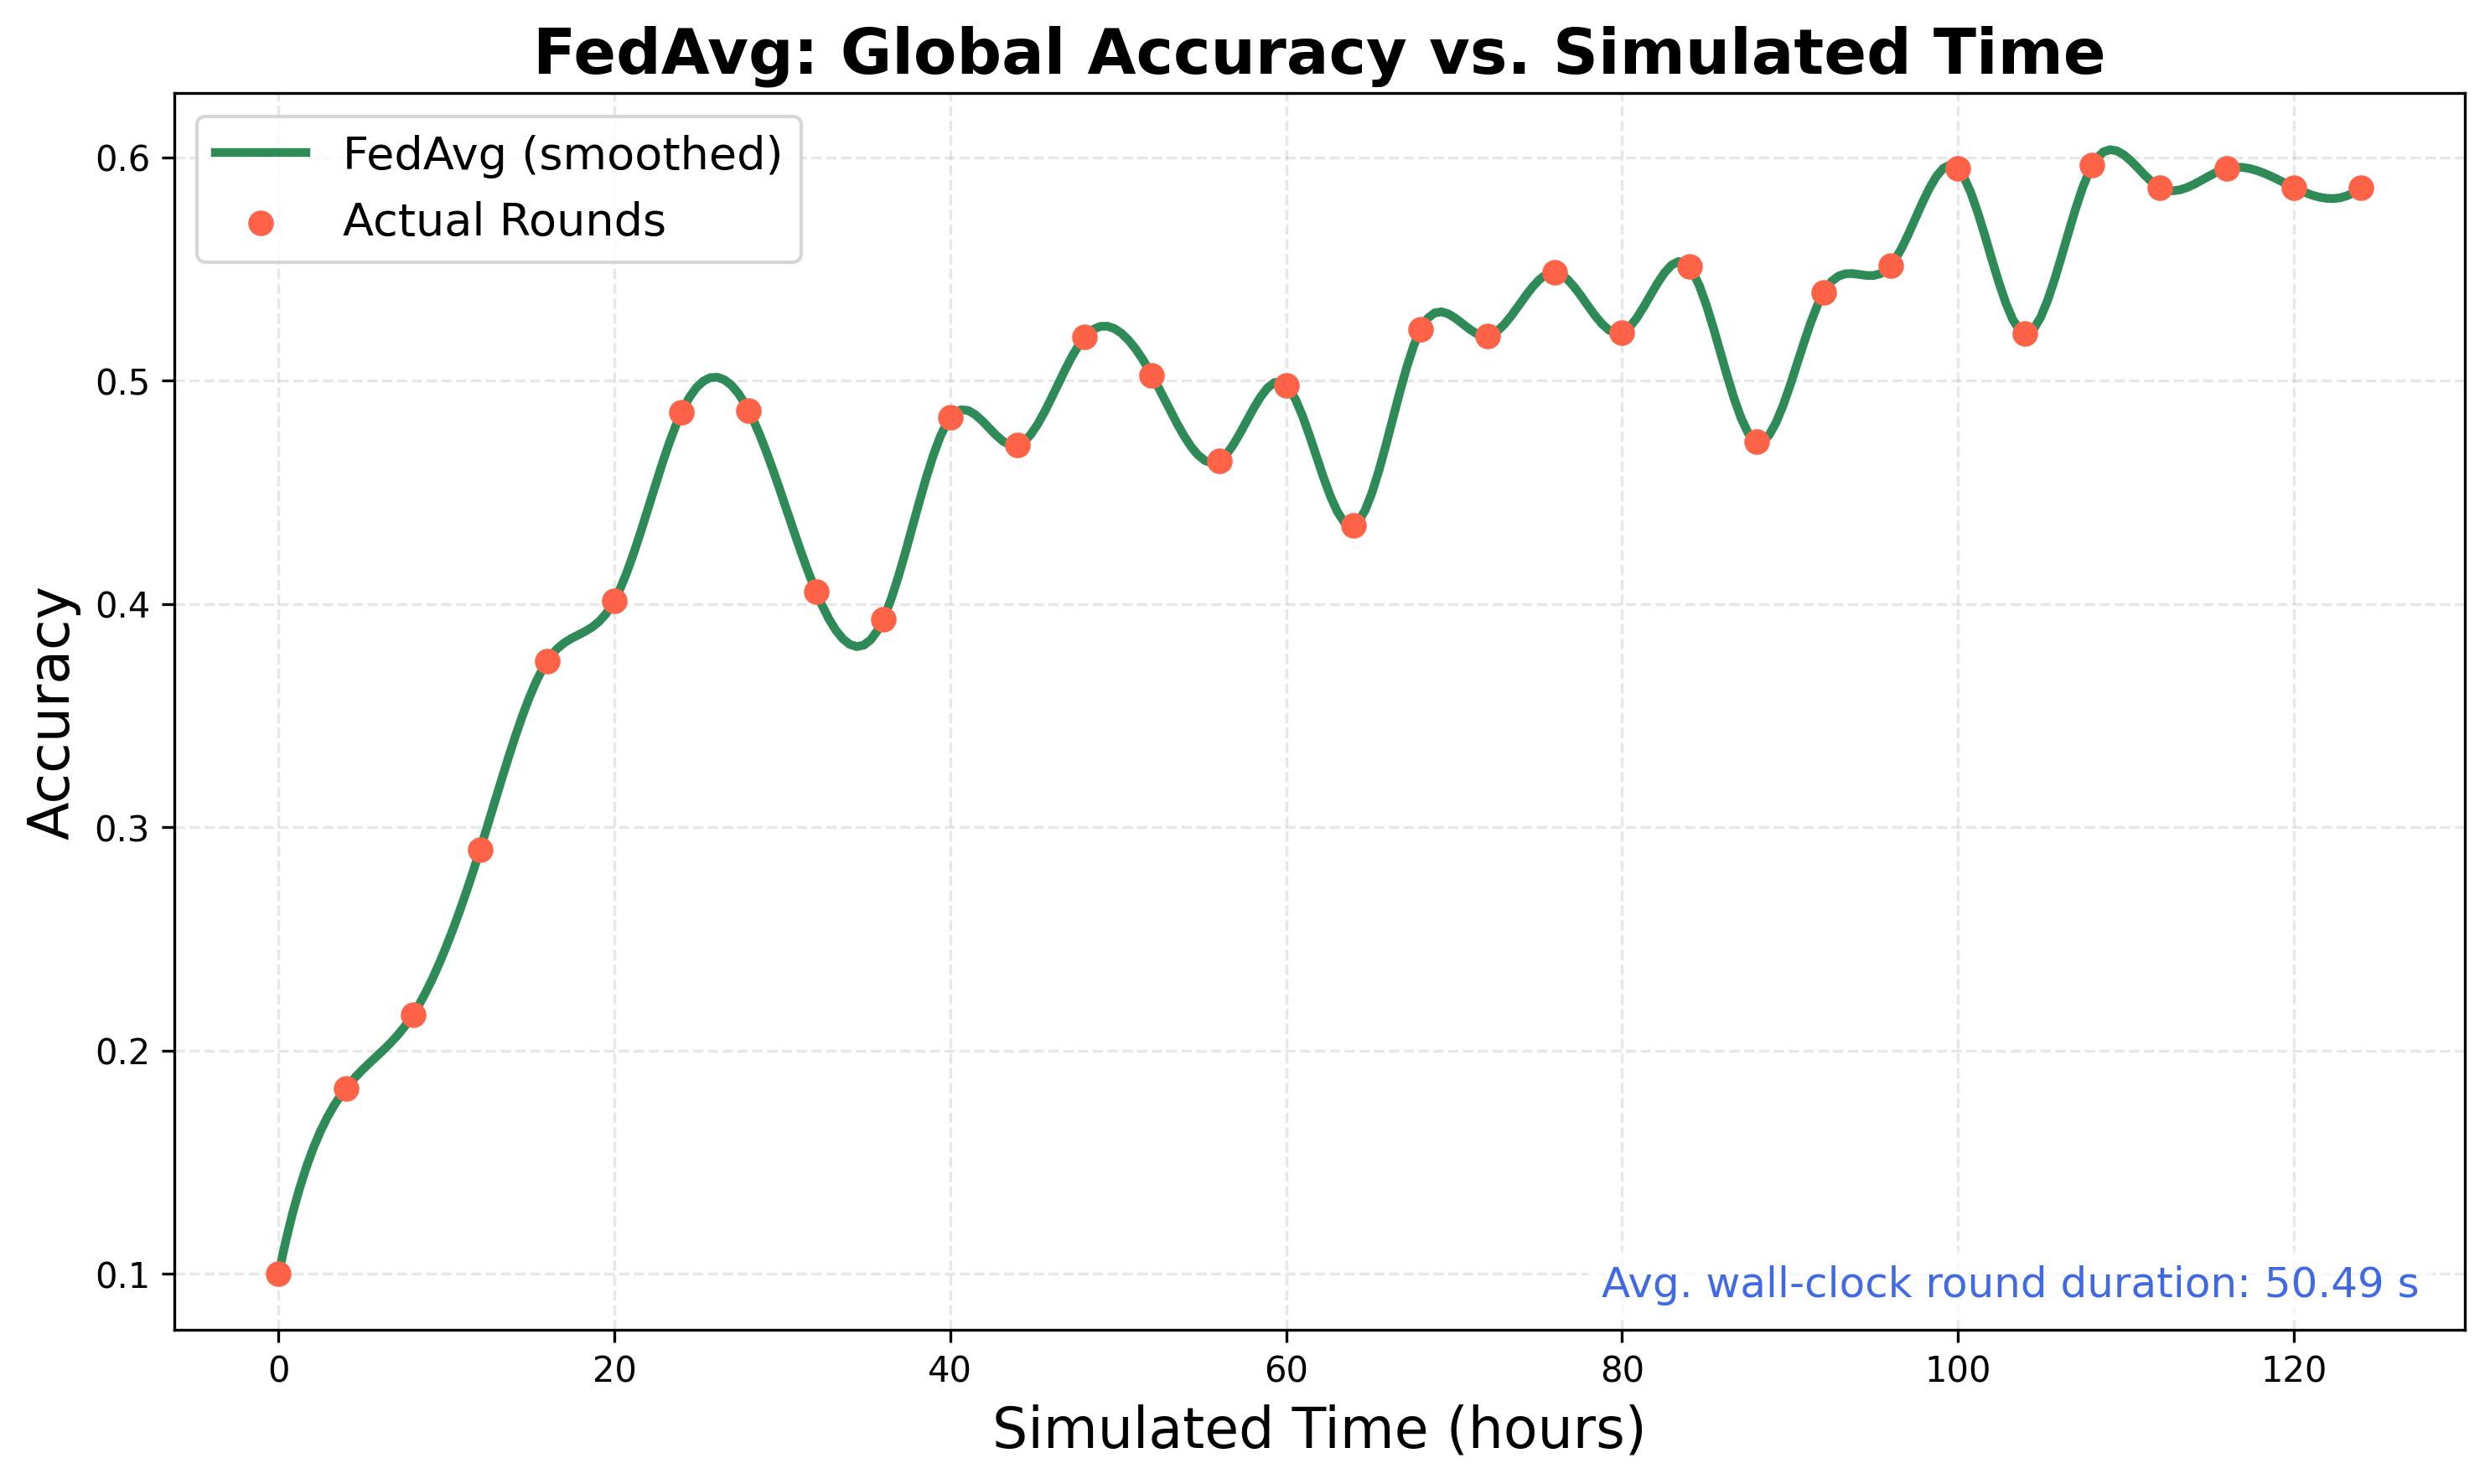 FedAvg: Global Accuracy vs. Simulated Time
FedAvg (smoothed)
Actual Rounds
Accuracy
0.6
0.5
0.4
0.3
0.2
0.1
Avg. wall-clock round duration: 50.49 s
0 20 40 60 80 100 120
Simulated Time (hours)